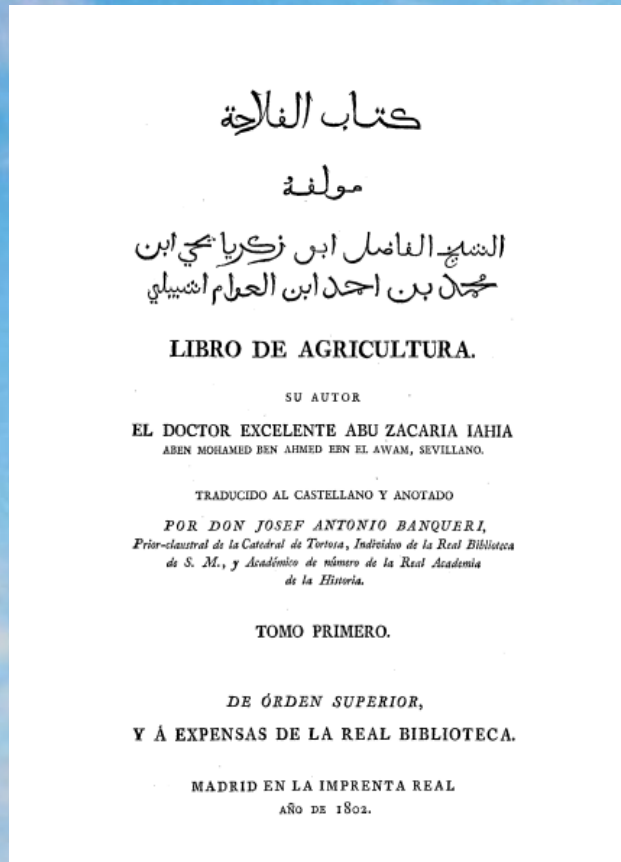 كتاب الفلاحة
مولفه
الشيخ الفاضل ابى زكريا يحي ابن
محمد بن احمد ابن العوام اشبيلي
LIBRO DE AGRICULTURA.
SU AUTOR
EL DOCTOR EXCELENTE ABU ZACARIA IAHIA
ABEN MOHAMED BEN AHMED EBN EL AWAM, SEVILLANO.
TRADUCIDO AL CASTELLANO Y ANOTADO
POR DON JOSEF ANTONIO BANQUERI,
Prior-claustral de la Catedral de Tortosa, Individuo de la Real Biblioteca
de S. M., y Académico de número de la Real Academia
de la Historia.
TOMO PRIMERO.
DE ÓRDEN SUPERIOR,
Y Á EXPENSAS DE LA REAL BIBLIOTECA.
MADRID EN LA IMPRENTA REAL
AÑO DE 1802.